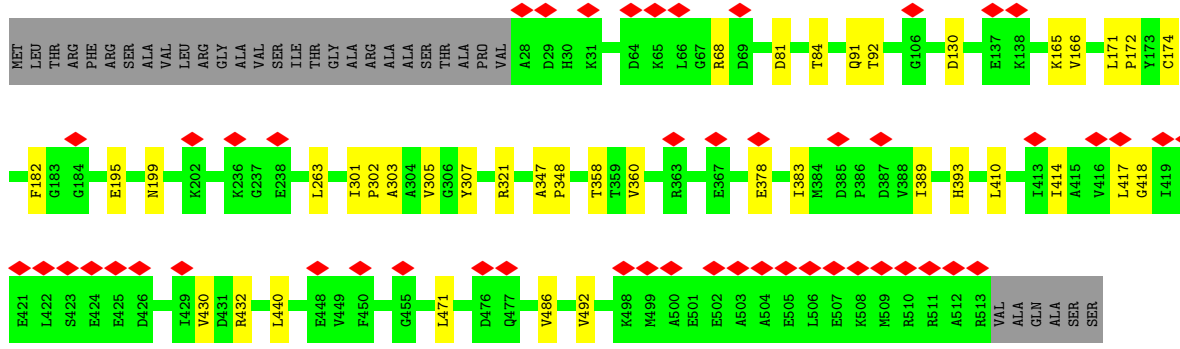 MET LEU THR ARG PHE ARG SER ALA VAL LEU ARG GLY ALA VAL SER ILE THR GLY ALA ARG ALA ALA SER THR ALA PRO VAL A28 D29 H30 K31 D64 K65 L66 G67 R68 D69 D81 T84 Q91 T92 G106 D130 E137 K138 K165 V166 L171 P172 Y173 C174
F182 G183 G184 E195 N199 K202 K236 G237 E238 L263 I301 P302 A303 A304 V305 G306 Y307 R321 A347 P348 T358 T359 V360 R363 E367 E378 I383 M384 D385 P386 D387 V388 I389 H393 L410 I413 I414 A415 V416 L417 G418 I419
E421 L422 S423 E424 E425 D426 I429 V430 D431 R432 L440 E448 V449 F450 G455 L471 D476 Q477 V486 V492 K498 M499 A500 E501 E502 A503 A504 E505 L506 E507 K508 M509 R510 R511 A512 R513 VAL ALA GLN ALA SER SER